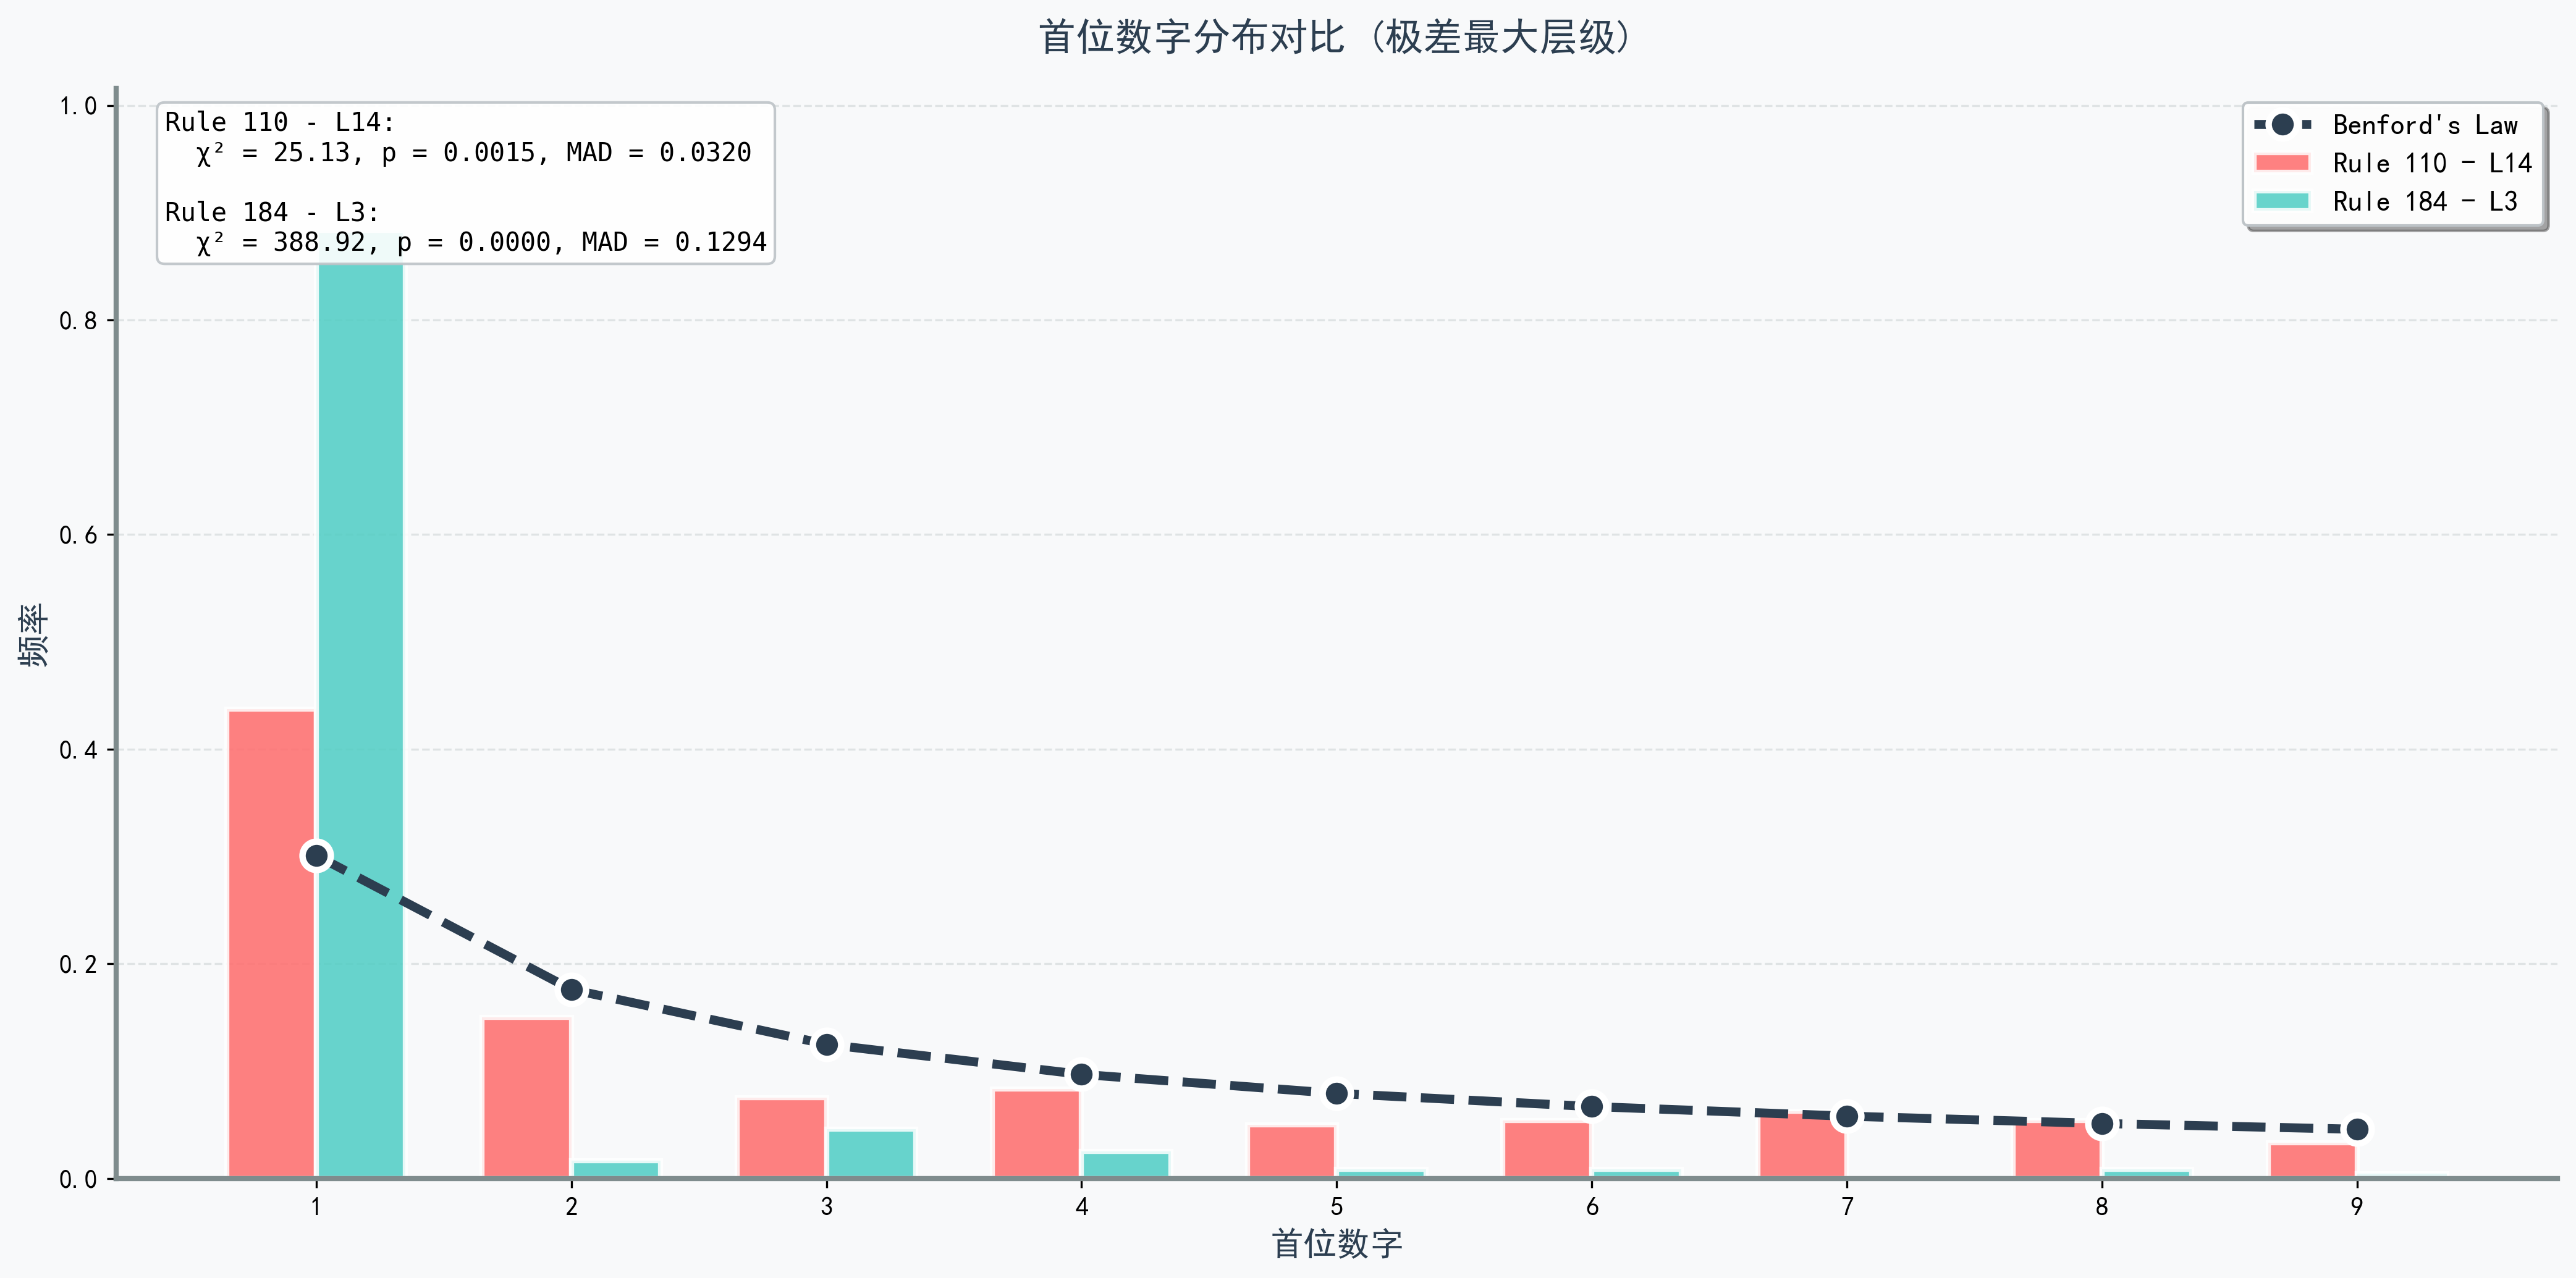 首位数字分布对比 (极差最大层级)
Rule 110 - L14:
χ² = 25.13, p = 0.0015, MAD = 0.0320
Rule 184 - L3:
χ² = 388.92, p = 0.0000, MAD = 0.1294
Benford's Law
Rule 110 - L14
Rule 184 - L3
频率
1.0
0.8
0.6
0.4
0.2
0.0
1 2 3 4 5 6 7 8 9
首位数字